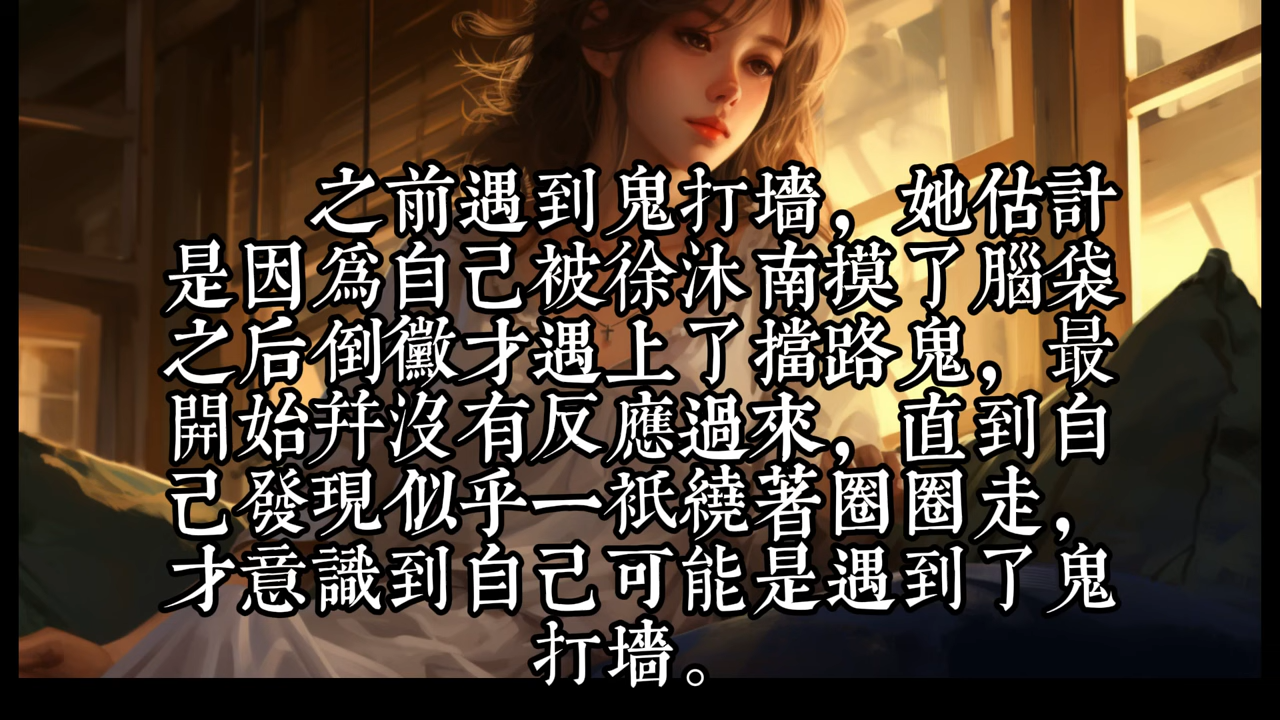 之前遇到鬼打墻，她估計
是因爲自己被徐沐南摸了腦袋
之后倒黴才遇上了擋路鬼，最
開始幷沒有反應過來，直到自
己發現似乎一祇繞著圈圈走，
才意識到自己可能是遇到了鬼
打墻。